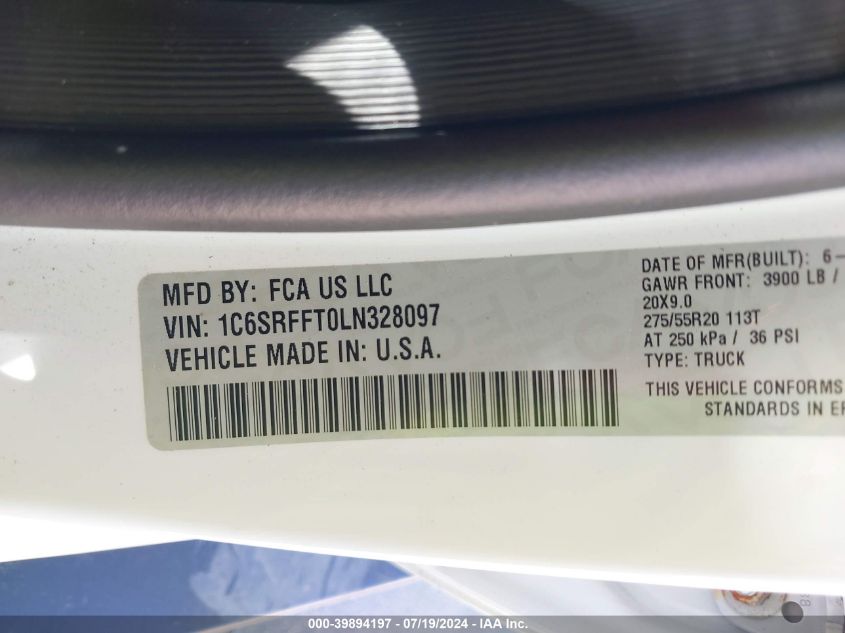 MFD BY: FCA US LLC
VIN: 1C6SRFFT0LN328097
VEHICLE MADE IN: U.S.A.
DATE OF MFR(BUILT): 6-
GAWR FRONT: 3900 LB /
20X9.0
275/55R20 113T
AT 250 kPa / 36 PSI
TYPE: TRUCK
THIS VEHICLE CONFORMS
STANDARDS IN
000-39894197 - 07/19/2024 - IAA Inc.